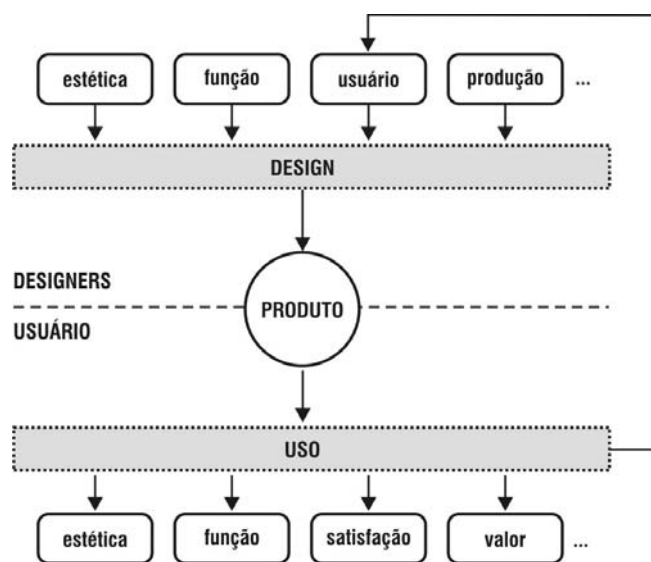 estética função usuário produção ...
DESIGN
DESIGNERS
PRODUTO
USUÁRIO
USO
estética função satisfação valor ...